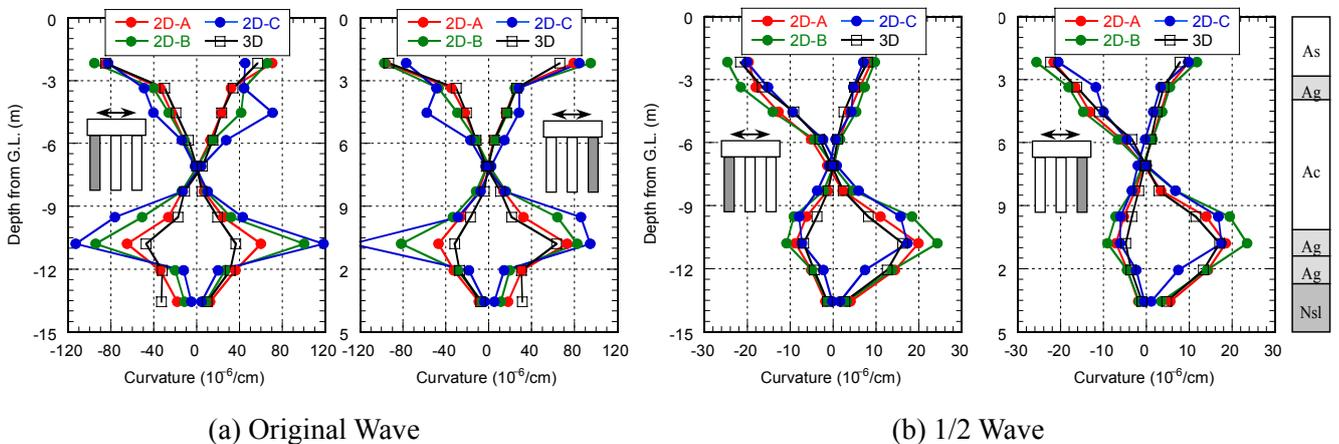 2D-A 2D-C
2D-B 3D
2D-A 2D-C
2D-B 3D
2D-A 2D-C
2D-B 3D
2D-A 2D-C
2D-B 3D
0
-3
-6
-9
-12
-15
Depth from G.L. (m)
-120 -80 -40 0 40 80 120
Curvature (10-6/cm)
0
3
6
9
2
5
-120 -80 -40 0 40 80 120
Curvature (10-6/cm)
(a) Original Wave
0
-3
-6
-9
-12
-15
Depth from G.L. (m)
-30 -20 -10 0 10 20 30
Curvature (10-6/cm)
0
3
6
9
2
5
-30 -20 -10 0 10 20 30
Curvature (10-6/cm)
(b) 1/2 Wave
As
Ag
Ac
Ag
Ag
Nsl